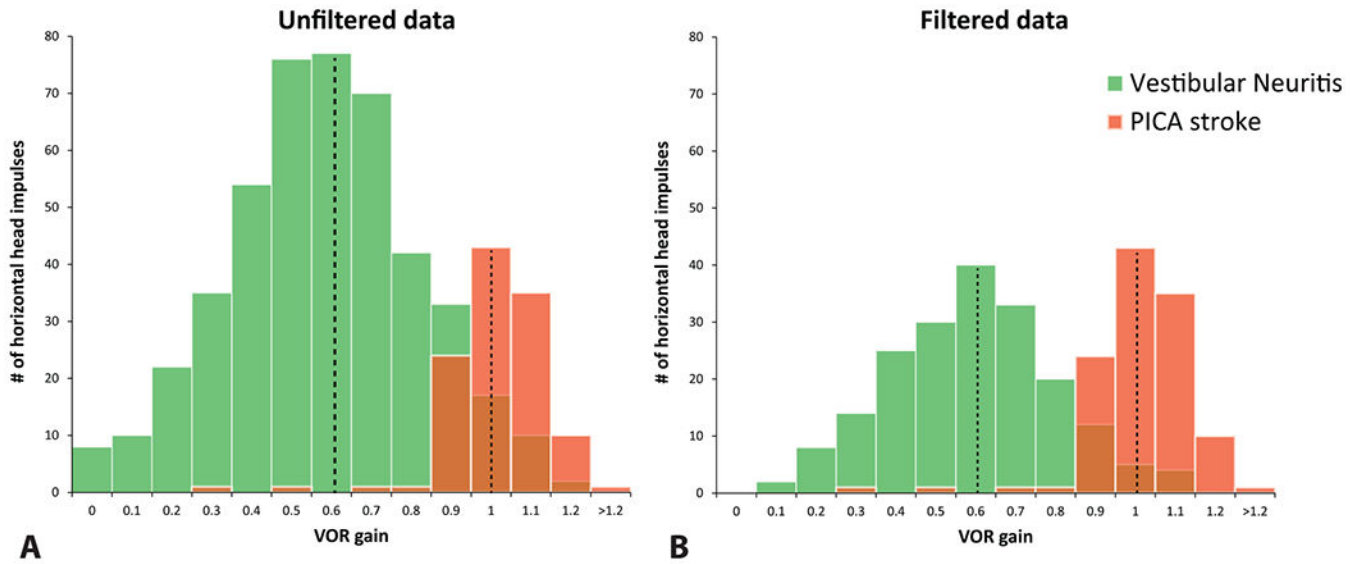 Unfiltered data
# of horizontal head impulses
80
70
60
50
40
30
20
10
0
0 0.1 0.2 0.3 0.4 0.5 0.6 0.7 0.8 0.9 1 1.1 1.2 >1.2
VOR gain
A
Filtered data
Vestibular Neuritis
PICA stroke
# of horizontal head impulses
80
70
60
50
40
30
20
10
0
0 0.1 0.2 0.3 0.4 0.5 0.6 0.7 0.8 0.9 1 1.1 1.2 >1.2
VOR gain
B